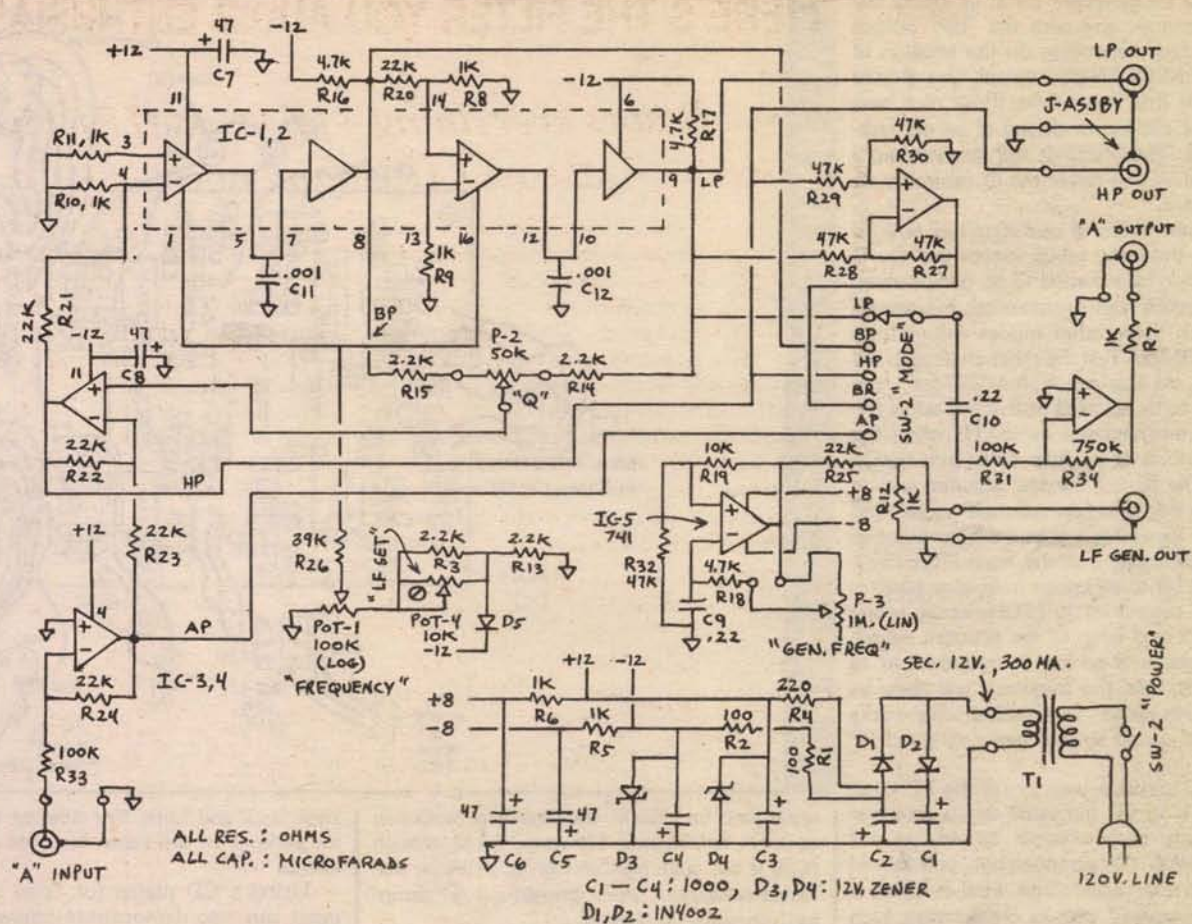 47
+12
+
C7
-12
4.7K
R16
22K
R20
1K
R8
-12
6
4.7K
R17
LP OUT
J-ASSBY
HP OUT
11
IC-1,2
14
R11, 1K
3
R10, 1K
4
+
-
+
-
9
LP
1
5
7
8
13
16
12
10
.001
C11
1K
R9
.001
C12
47K
R30
47K
R29
+
-
47K
R28
47K
R27
"A" OUTPUT
22K
R21
-12
47
+
C8
11
+
-
BP
P-2
50K
2.2K
R15
2.2K
R14
"Q"
LP
BP
HP
BR
AP
SW-2 "MODE"
1K
R7
.22
C10
+
-
100K
R31
750K
R34
22K
R22
HP
22K
R23
+12
4
+
-
AP
22K
R24
IC-3,4
100K
R33
"A" INPUT
39K
R26
"LF SET"
2.2K
R3
2.2K
R13
POT-1
100K
(LOG)
"FREQUENCY"
POT-4
10K
-12
D5
10K
R19
22K
R25
R12
1K
IC-5
741
+
-
+8
-8
R32
47K
4.7K
R18
C9
.22
P-3
1M. (LIN)
"GEN. FREQ"
LF GEN. OUT
+12
-12
SEC. 12V., 300 MA.
SW-2 "POWER"
+8
-8
1K
R6
1K
R5
220
R4
100
R2
100
R1
D1
D2
T1
47
+
C6
47
+
C5
D3
+
C4
D4
+
C3
+
C2
+
C1
120V. LINE
ALL RES. : OHMS
ALL CAP. : MICROFARADS
C1 — C4 : 1000, D3, D4 : 12V. ZENER
D1, D2 : 1N4002